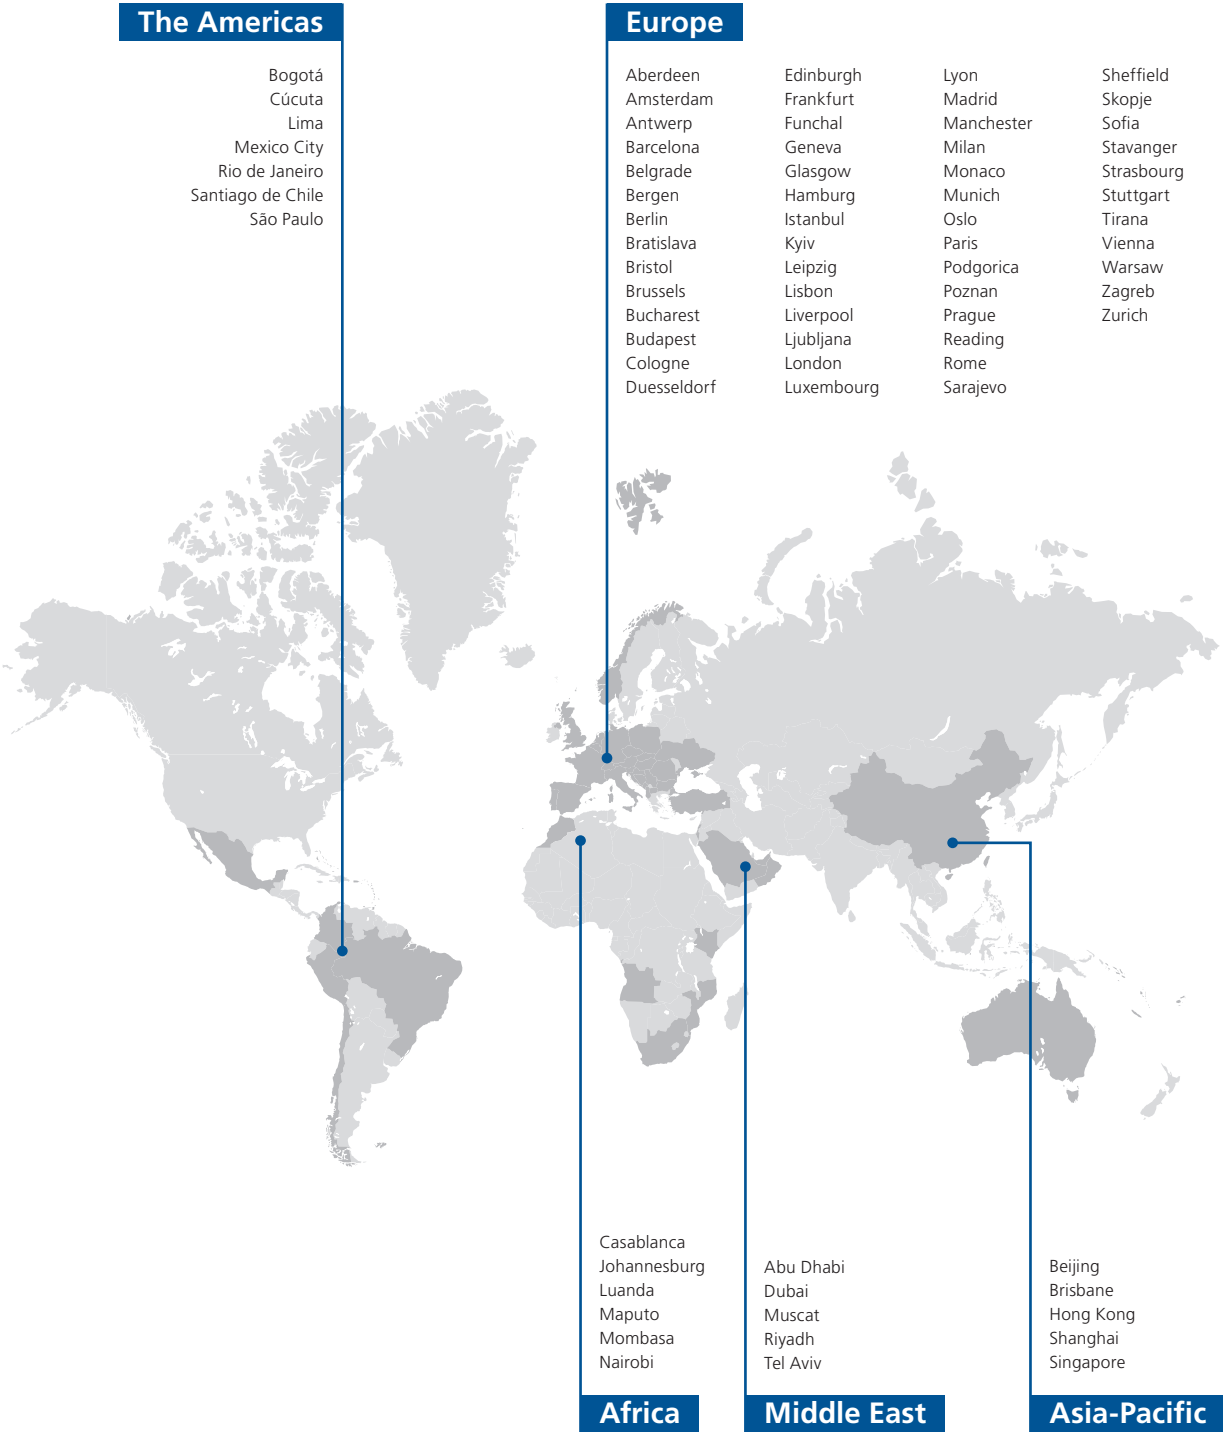 The Americas
Bogotá
Cúcuta
Lima
Mexico City
Rio de Janeiro
Santiago de Chile
São Paulo
Europe
Aberdeen
Amsterdam
Antwerp
Barcelona
Belgrade
Bergen
Berlin
Bratislava
Bristol
Brussels
Bucharest
Budapest
Cologne
Duesseldorf
Edinburgh
Frankfurt
Funchal
Geneva
Glasgow
Hamburg
Istanbul
Kyiv
Leipzig
Lisbon
Liverpool
Ljubljana
London
Luxembourg
Lyon
Madrid
Manchester
Milan
Monaco
Munich
Oslo
Paris
Podgorica
Poznan
Prague
Reading
Rome
Sarajevo
Sheffield
Skopje
Sofia
Stavanger
Strasbourg
Stuttgart
Tirana
Vienna
Warsaw
Zagreb
Zurich
Casablanca
Johannesburg
Luanda
Maputo
Mombasa
Nairobi
Africa
Abu Dhabi
Dubai
Muscat
Riyadh
Tel Aviv
Middle East
Beijing
Brisbane
Hong Kong
Shanghai
Singapore
Asia-Pacific